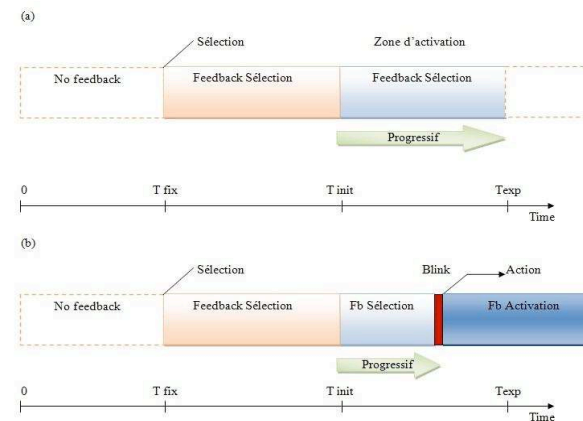 (a)
Sélection
Zone d'activation
No feedback
Feedback Sélection
Feedback Sélection
Progressif
0
T fix
T init
Texp
Time
(b)
Sélection
Blink
Action
No feedback
Feedback Sélection
Fb Sélection
Fb Activation
Progressif
0
T fix
T init
Texp
Time